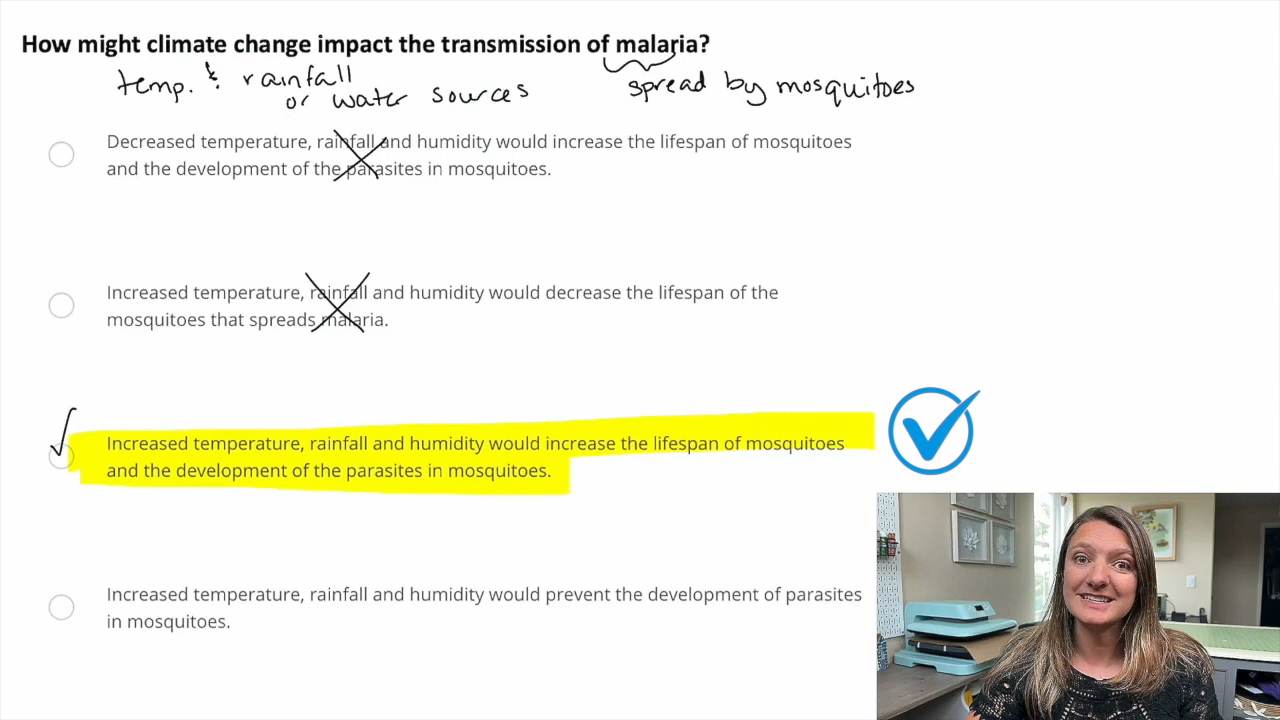 How might climate change impact the transmission of malaria?
temp. & rainfall
or water sources
spread by mosquitoes
Decreased temperature, rainfall and humidity would increase the lifespan of mosquitoes
and the development of the parasites in mosquitoes.
Increased temperature, rainfall and humidity would decrease the lifespan of the
mosquitoes that spreads malaria.
Increased temperature, rainfall and humidity would increase the lifespan of mosquitoes
and the development of the parasites in mosquitoes.
Increased temperature, rainfall and humidity would prevent the development of parasites
in mosquitoes.